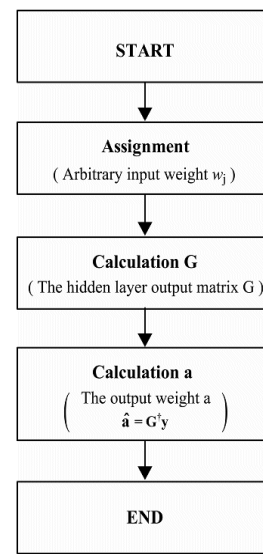 START
Assignment
( Arbitrary input weight wj )
Calculation G
( The hidden layer output matrix G )
Calculation a
The output weight a
â = G†y
END